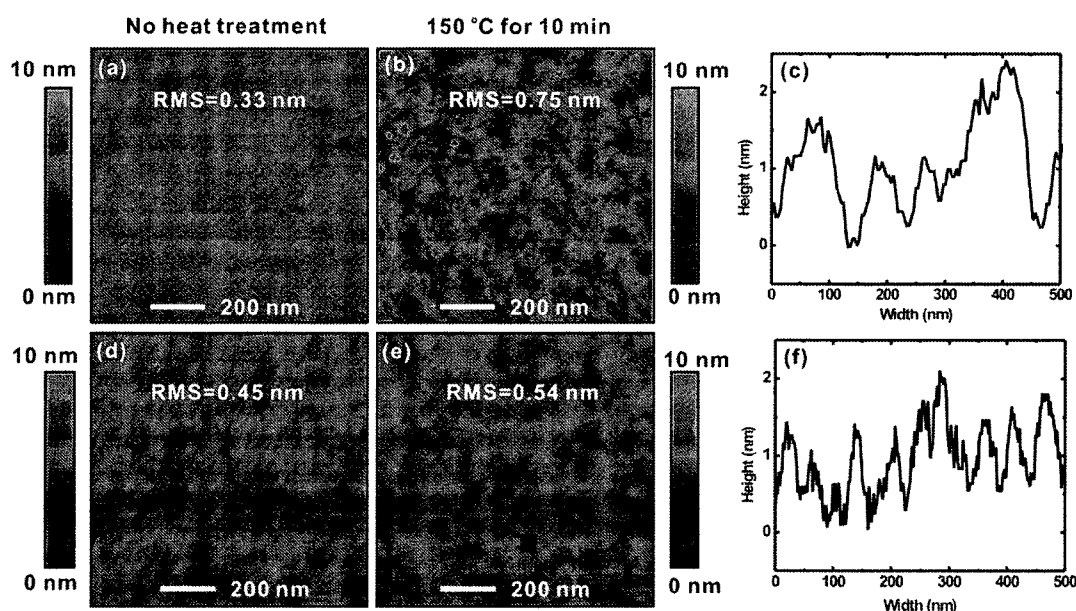 No heat treatment
150 °C for 10 min
10 nm
(a)
RMS=0.33 nm
200 nm
0 nm
(b)
RMS=0.75 nm
200 nm
10 nm
0 nm
(c)
Height (nm)
2
1
0
0 100 200 300 400 500
Width (nm)
10 nm
(d)
RMS=0.45 nm
200 nm
0 nm
(e)
RMS=0.54 nm
200 nm
10 nm
0 nm
(f)
Height (nm)
2
1
0
0 100 200 300 400 500
Width (nm)